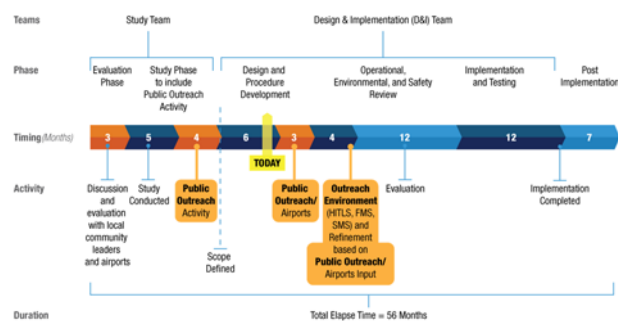 Teams
Study Team
Design & Implementation (D&I) Team
Phase
Evaluation
Phase
Study Phase
to include
Public Outreach
Activity
Design and
Procedure
Development
Operational,
Environmental, and Safety
Review
Implementation
and Testing
Post
Implementation
Timing(Months)
3
5
4
6
3
4
12
12
7
TODAY
Activity
Discussion
and
evaluation
with local
community
leaders
and airports
Study
Conducted
Public
Outreach
Activity
Scope
Defined
Public
Outreach/
Airports
Outreach
Environment
(HITLS, FMS,
SMS) and
Refinement
based on
Public Outreach/
Airports Input
Evaluation
Implementation
Completed
Duration
Total Elapse Time = 56 Months